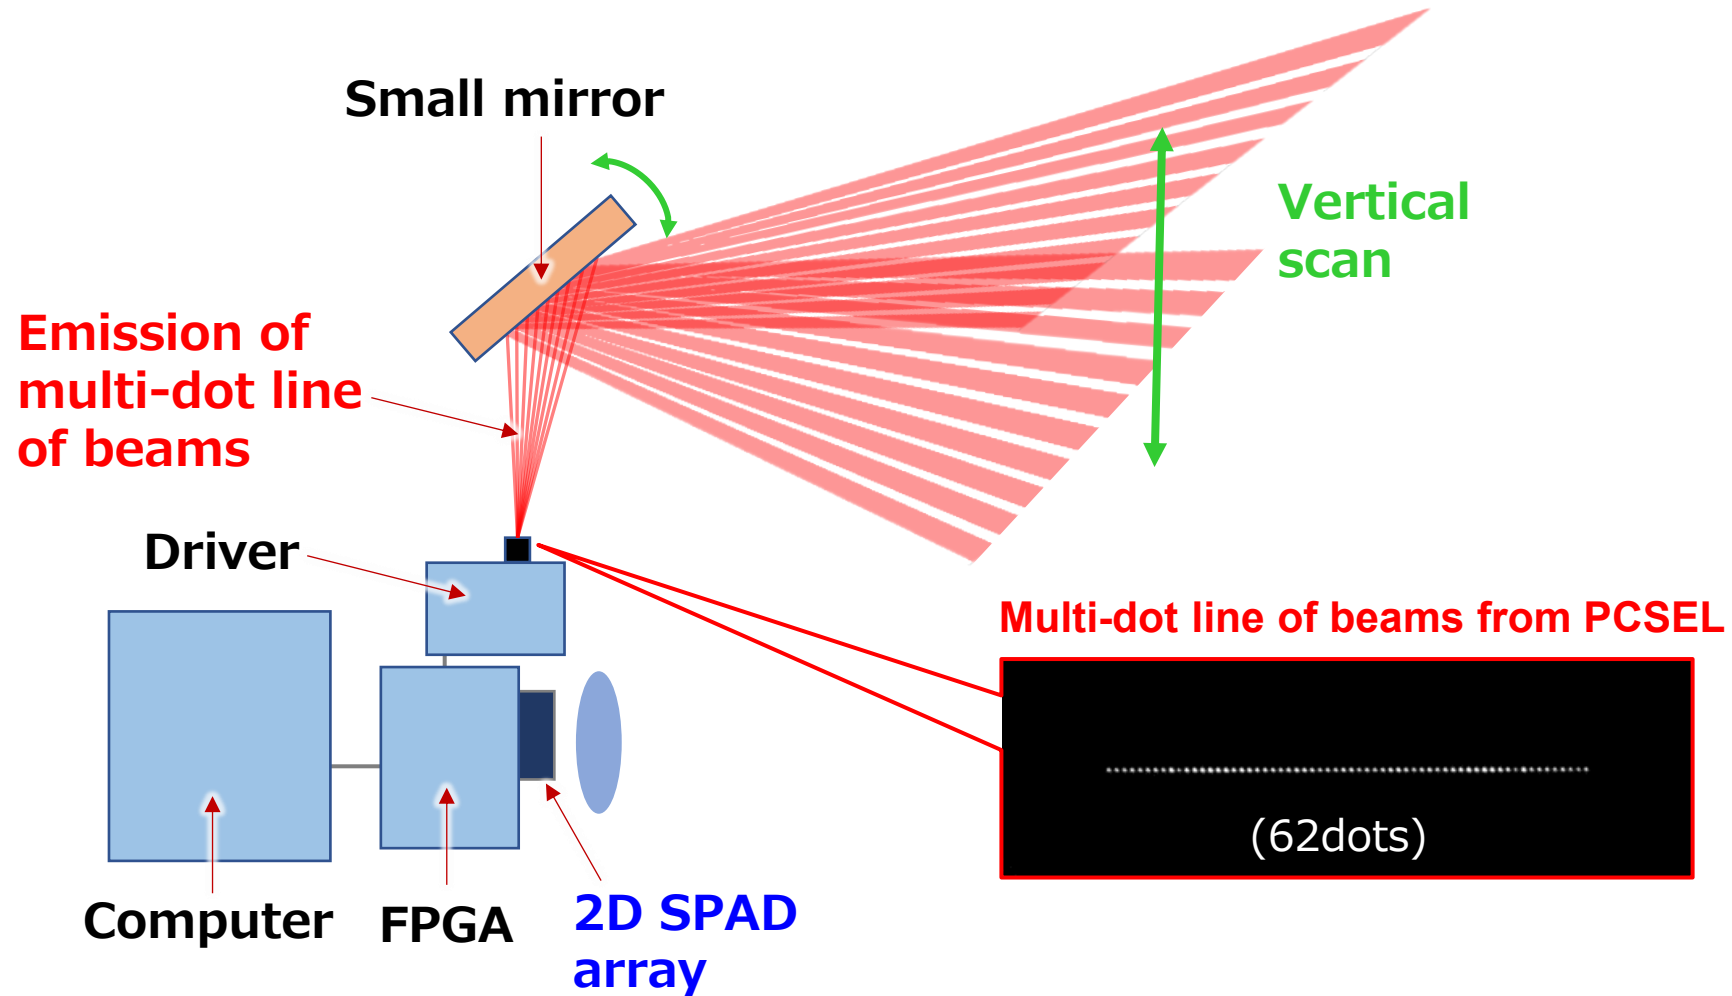 Small mirror
Vertical
scan
Emission of
multi-dot line
of beams
Driver
Multi-dot line of beams from PCSEL
(62dots)
Computer
FPGA
2D SPAD
array